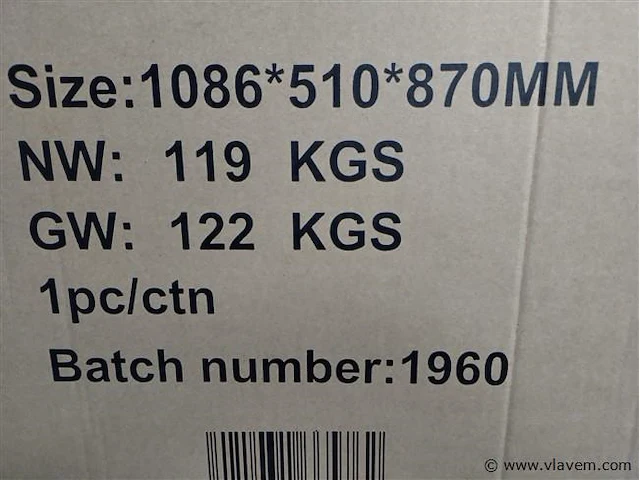 Size:1086*510*870MM
NW: 119 KGS
GW: 122 KGS
1pc/ctn
Batch number:1960
© www.vlavem.com